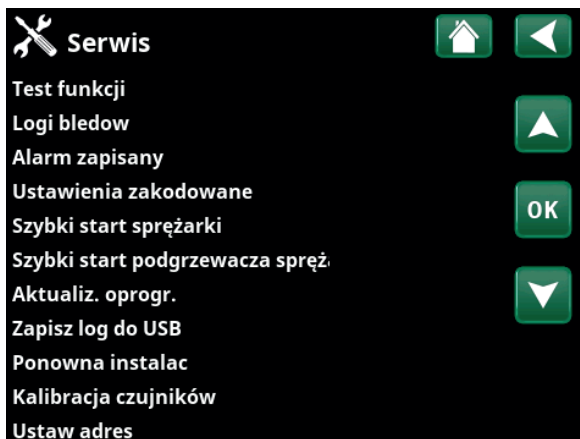 Serwis
Test funkcji
Logi bledow
Alarm zapisany
Ustawienia zakodowane
OK
Szybki start sprężarki
Szybki start podgrzewacza spręż
Aktualiz. oprogr.
Zapisz log do USB
Ponowna instalac
Kalibracja czujników
Ustaw adres